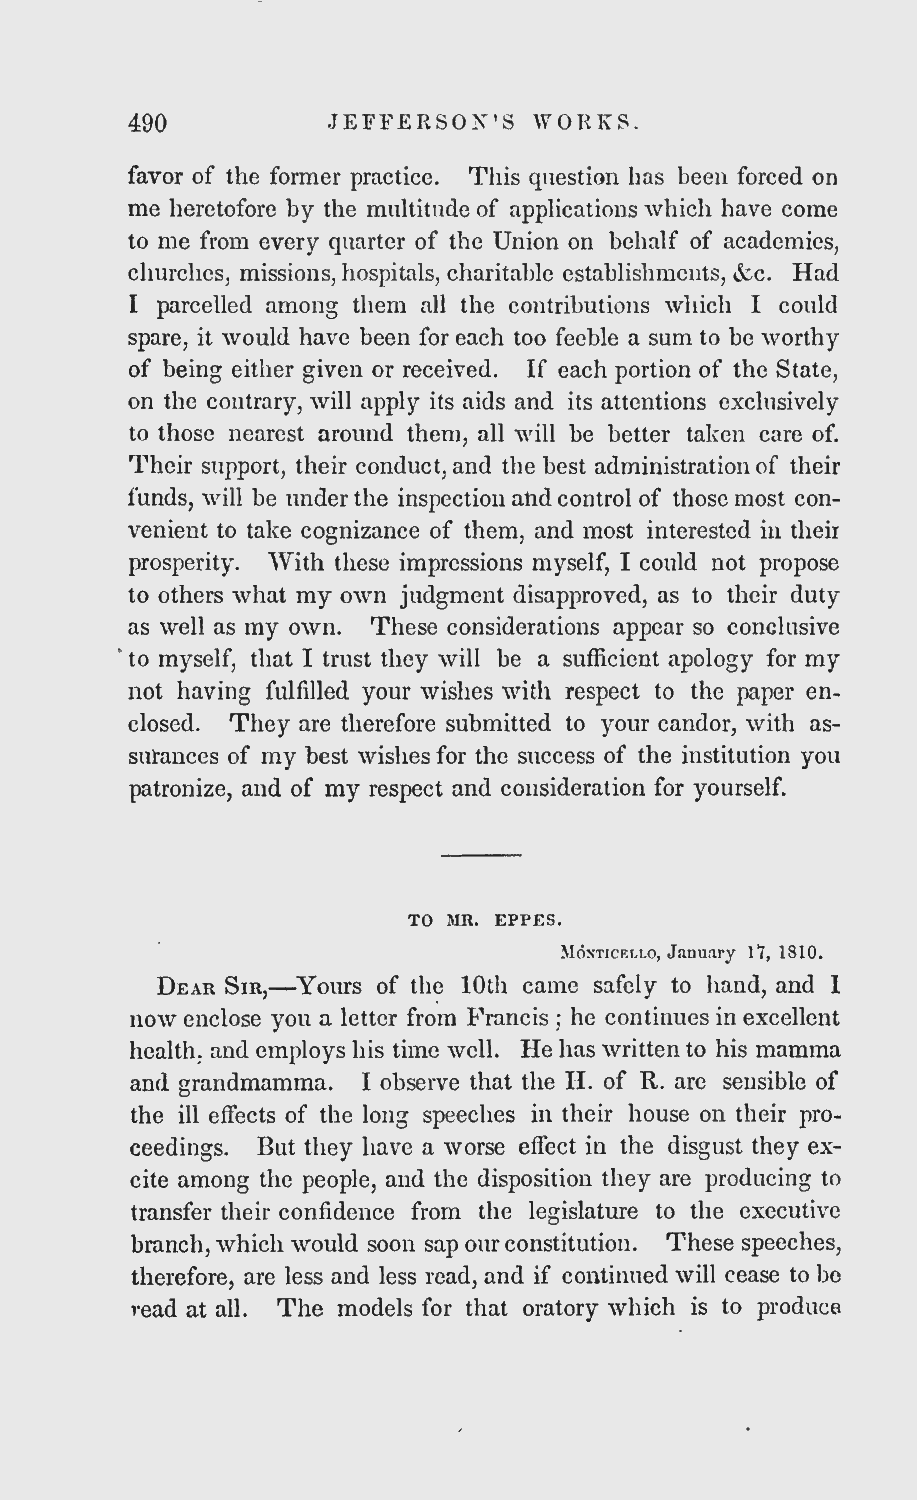 490 JEFFERSON'S WORKS.
favor of the former practice. This question has been forced on
me heretofore by the multitude of applications which have come
to me from every quarter of the Union on behalf of academies,
churches, missions, hospitals, charitable establishments, &c. Had
I parcelled among them all the contributions which I could
spare, it would have been for each too feeble a sum to be worthy
of being either given or received. If each portion of the State,
on the contrary, will apply its aids and its attentions exclusively
to those nearest around them, all will be better taken care of.
Their support, their conduct, and the best administration of their
funds, will be under the inspection and control of those most con-
venient to take cognizance of them, and most interested in their
prosperity. With these impressions myself, I could not propose
to others what my own judgment disapproved, as to their duty
as well as my own. These considerations appear so conclusive
to myself, that I trust they will be a sufficient apology for my
not having fulfilled your wishes with respect to the paper en-
closed. They are therefore submitted to your candor, with as-
surances of my best wishes for the success of the institution you
patronize, and of my respect and consideration for yourself.
TO MR. EPPES.
MONTICELLO, January 17, 1810.
DEAR SIR,—Yours of the 10th came safely to hand, and I
now enclose you a letter from Francis; he continues in excellent
health, and employs his time well. He has written to his mamma
and grandmamma. I observe that the H. of R. are sensible of
the ill effects of the long speeches in their house on their pro-
ceedings. But they have a worse effect in the disgust they ex-
cite among the people, and the disposition they are producing to
transfer their confidence from the legislature to the executive
branch, which would soon sap our constitution. These speeches,
therefore, are less and less read, and if continued will cease to be
read at all. The models for that oratory which is to produce